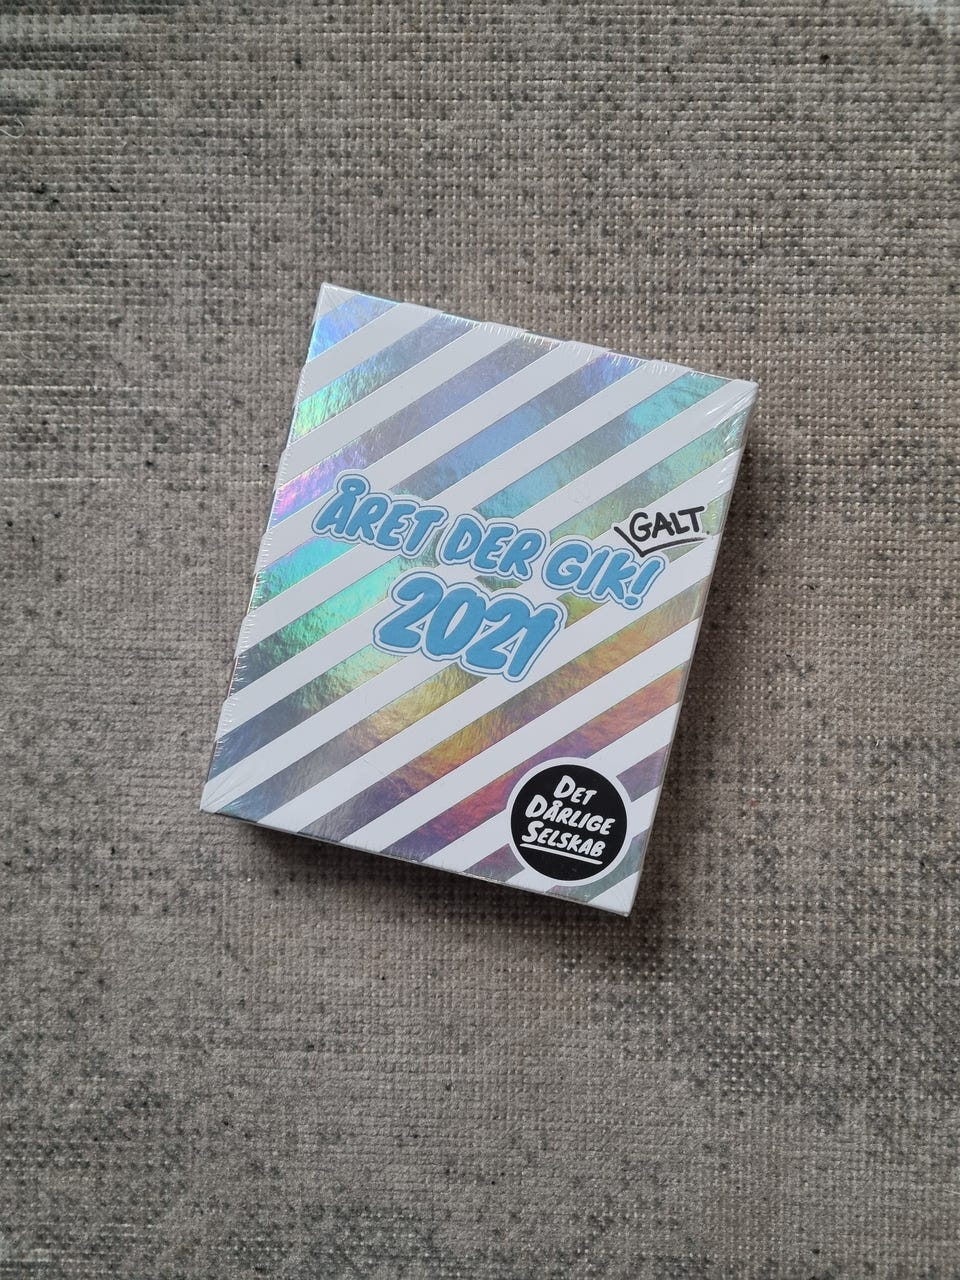 ÅRET DER GIK!
GALT
2021
DET
DÅRLIGE
SELSKAB